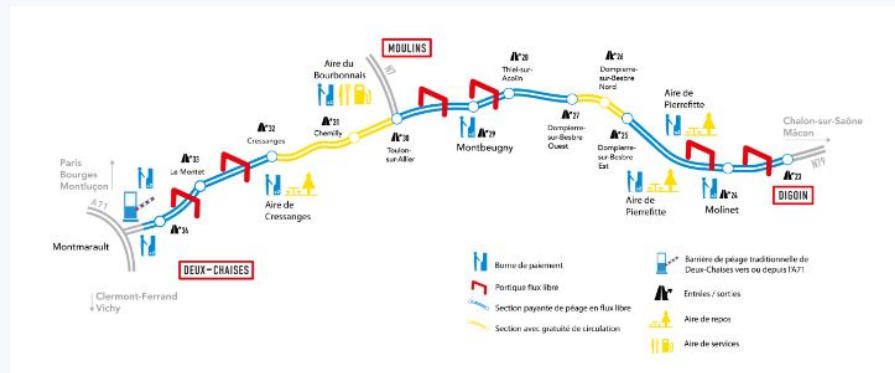 MOULINS
N7
Aire du
Bourbonnais
N°28
Thiel-sur-
Acolin
N°26
Dompierre-
sur-Besbre
Nord
Aire de
Pierrefitte
Chalon-sur-Saône
Mâcon
N79
N°32
Cressanges
N°31
Chemilly
N°30
Toulon-
sur-Allier
N°29
Montbeugny
N°27
Dompierre-
sur-Besbre
Ouest
N°25
Dompierre-
sur-Besbre
Est
Paris
Bourges
Montluçon
N°33
Le Montet
Aire de
Cressanges
Aire de
Pierrefitte
N°24
Molinet
N°23
DIGOIN
A71
N°34
Montmarault
DEUX-CHAISES
Clermont-Ferrand
Vichy
Borne de paiement
Portique flux libre
Section payante de péage en flux libre
Section avec gratuité de circulation
Barrière de péage traditionnelle de
Deux-Chaises vers ou depuis l'A71
Entrées / sorties
Aire de repos
Aire de services